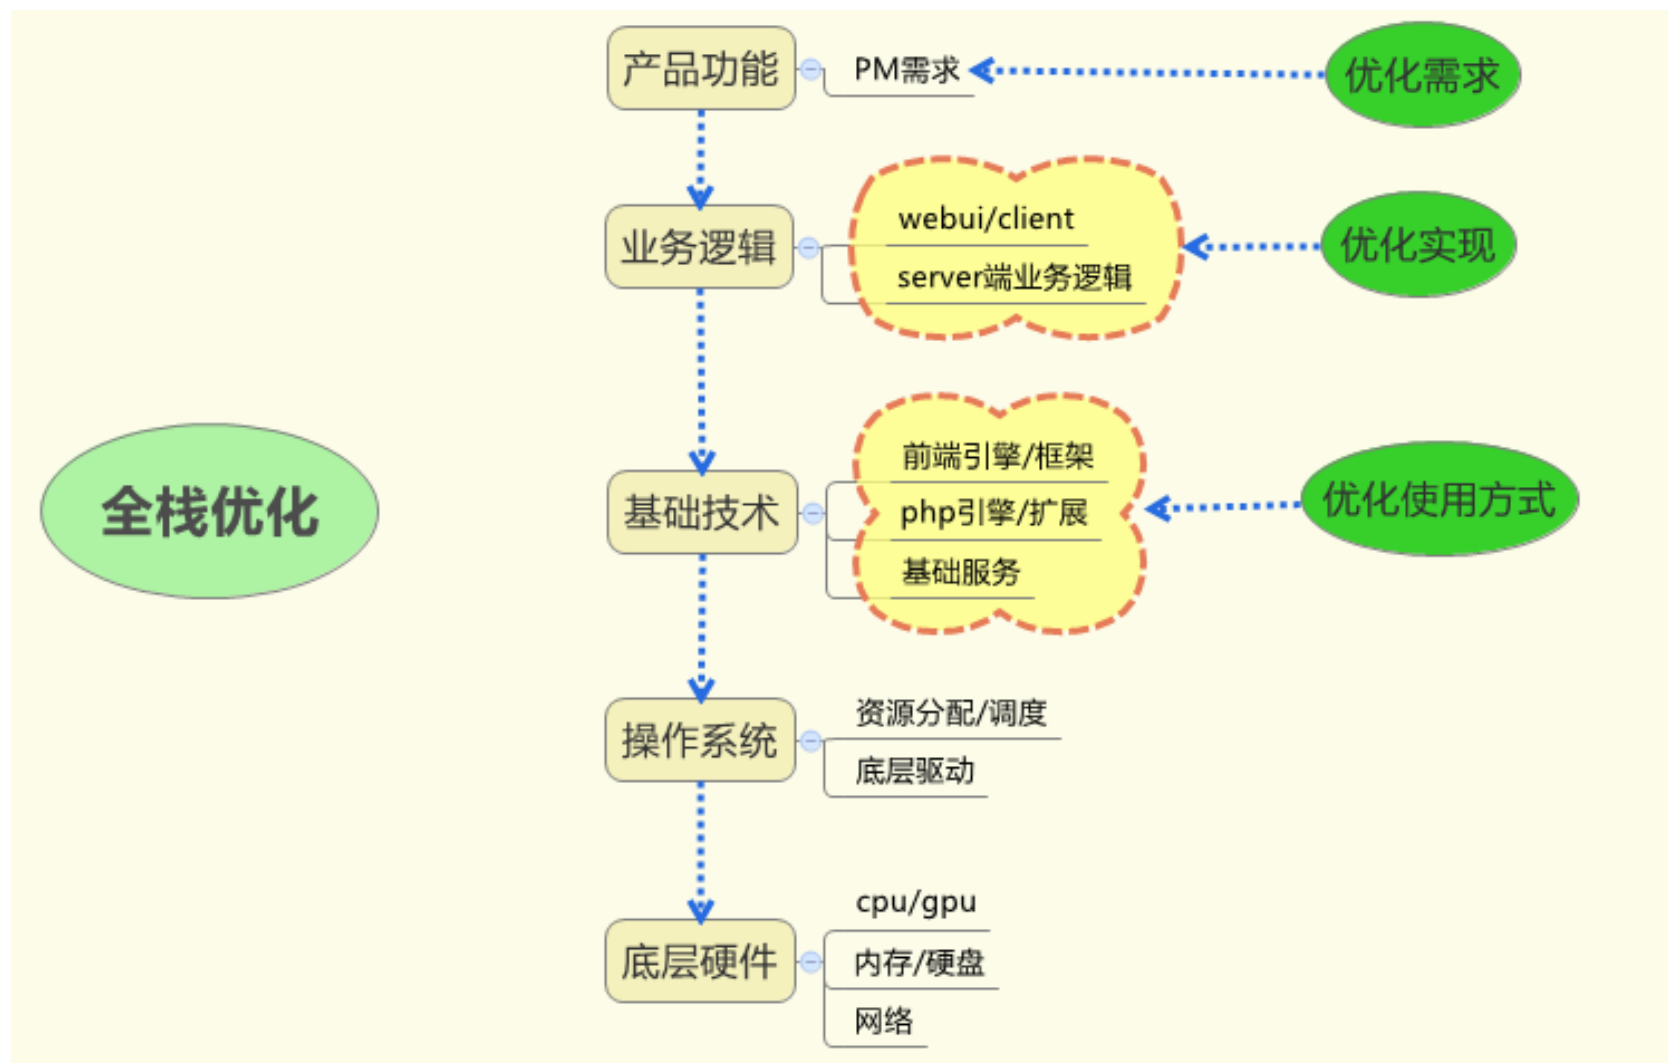 产品功能
PM需求
优化需求
业务逻辑
webui/client
server端业务逻辑
优化实现
全栈优化
基础技术
前端引擎/框架
php引擎/扩展
基础服务
优化使用方式
操作系统
资源分配/调度
底层驱动
底层硬件
cpu/gpu
内存/硬盘
网络